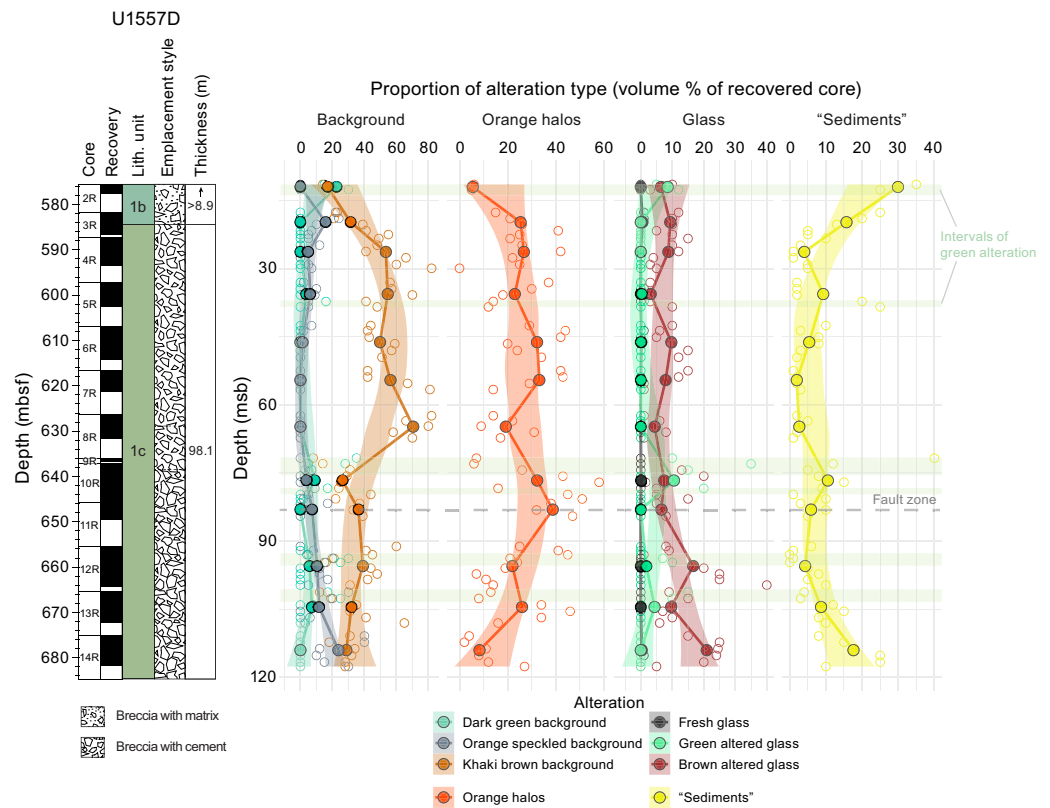 U1557D
Core
Recovery
Lith. unit
Emplacement style
Thickness (m)
Proportion of alteration type (volume % of recovered core)
Background
Orange halos
Glass
“Sediments”
0 20 40 60 80
0 20 40 60
0 10 20 30 40
0 10 20 30 40
Depth (mbsf)
580
590
600
610
620
630
640
650
660
670
680
2R
3R
4R
5R
6R
7R
8R
9R
10R
11R
12R
13R
14R
1b
1c
>8.9
98.1
Depth (msb)
30
60
90
120
Intervals of
green alteration
Fault zone
Breccia with matrix
Breccia with cement
Alteration
Dark green background
Orange speckled background
Khaki brown background
Orange halos
Fresh glass
Green altered glass
Brown altered glass
“Sediments”